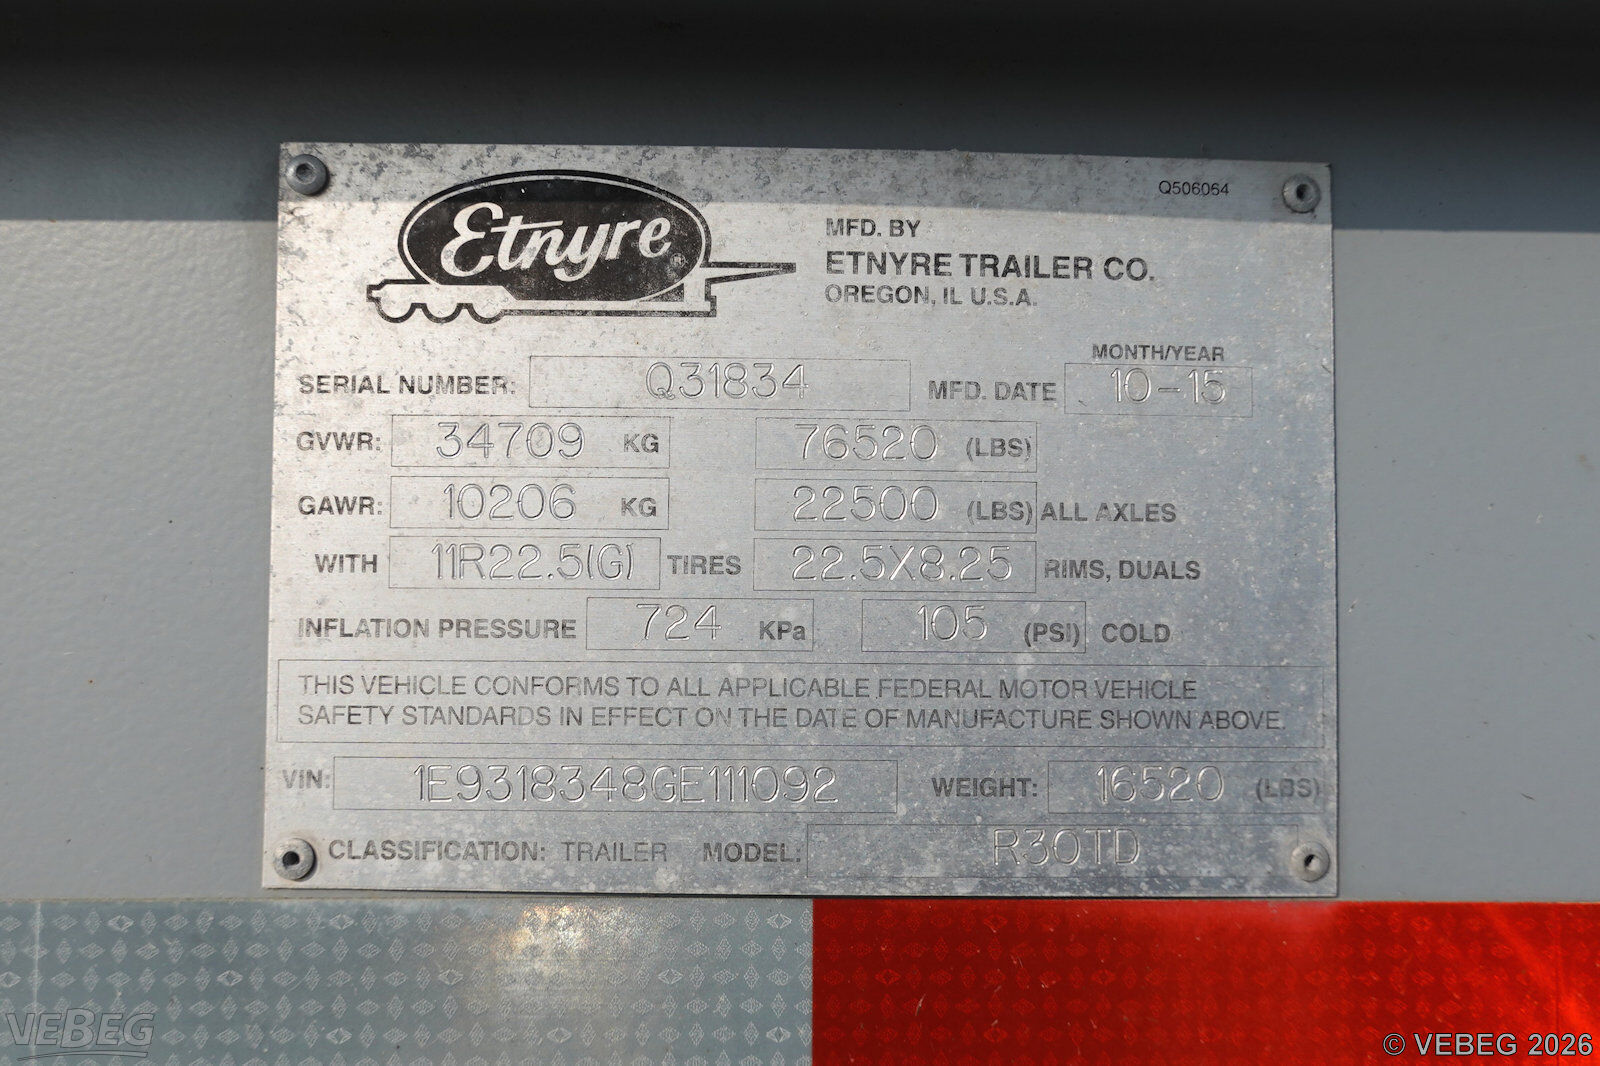 Q506064
Etnyre
MFD. BY
ETNYRE TRAILER CO.
OREGON, IL U.S.A.
MONTH/YEAR
SERIAL NUMBER: Q31834 MFD. DATE 10-15
GVWR: 34709 KG 76520 (LBS)
GAWR: 10206 KG 22500 (LBS) ALL AXLES
WITH 11R22.5(G) TIRES 22.5X8.25 RIMS, DUALS
INFLATION PRESSURE 724 KPa 105 (PSI) COLD
THIS VEHICLE CONFORMS TO ALL APPLICABLE FEDERAL MOTOR VEHICLE
SAFETY STANDARDS IN EFFECT ON THE DATE OF MANUFACTURE SHOWN ABOVE.
VIN: 1E9318348GE111092 WEIGHT: 16520 (LBS)
CLASSIFICATION: TRAILER MODEL: R30TD
VEBEG
© VEBEG 2026